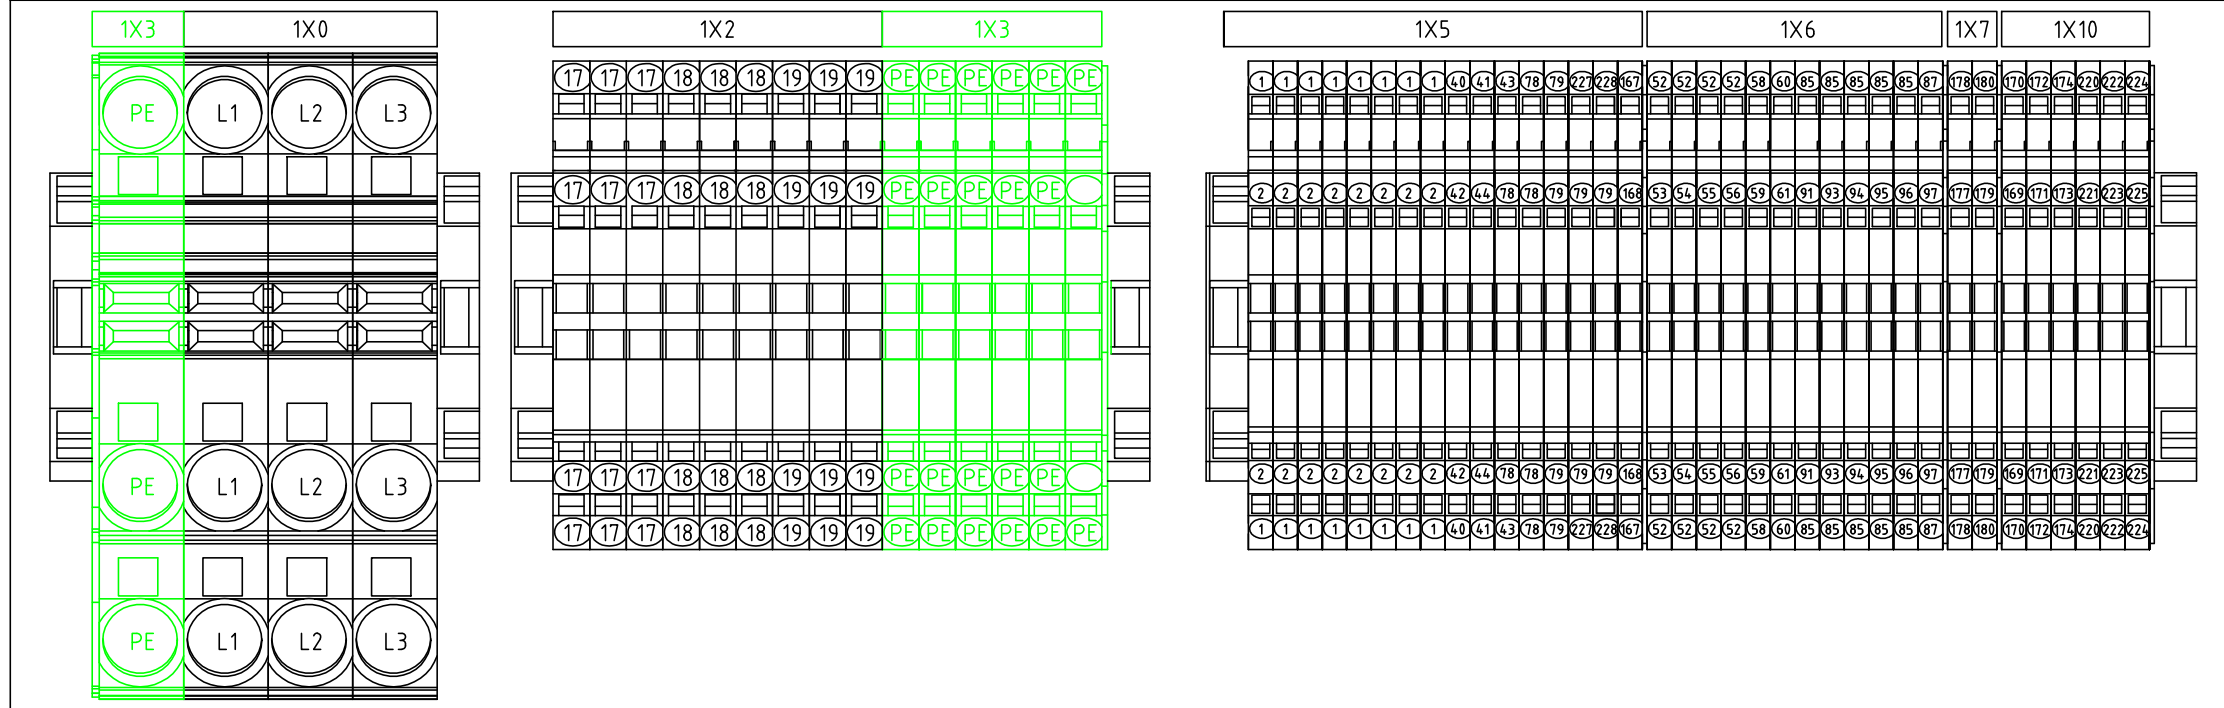 1X3 1X0 1X2 1X3 1X5 1X6 1X7 1X10
PE L1 L2 L3
17 17 17 18 18 18 19 19 19 PE PE PE PE PE PE
1 1 1 1 1 1 1 1 40 41 43 78 79 227 228 167 52 52 52 52 58 60 85 85 85 85 85 87 178 180 170 172 174 220 222 224
17 17 17 18 18 18 19 19 19 PE PE PE PE PE
2 2 2 2 2 2 2 2 42 44 78 78 79 79 79 168 53 54 55 56 59 61 91 93 94 95 96 97 177 179 169 171 173 221 223 225
PE L1 L2 L3
17 17 17 18 18 18 19 19 19 PE PE PE PE PE
2 2 2 2 2 2 2 2 42 44 78 78 79 79 79 168 53 54 55 56 59 61 91 93 94 95 96 97 177 179 169 171 173 221 223 225
17 17 17 18 18 18 19 19 19 PE PE PE PE PE PE
1 1 1 1 1 1 1 1 40 41 43 78 79 227 228 167 52 52 52 52 58 60 85 85 85 85 85 87 178 180 170 172 174 220 222 224
PE L1 L2 L3